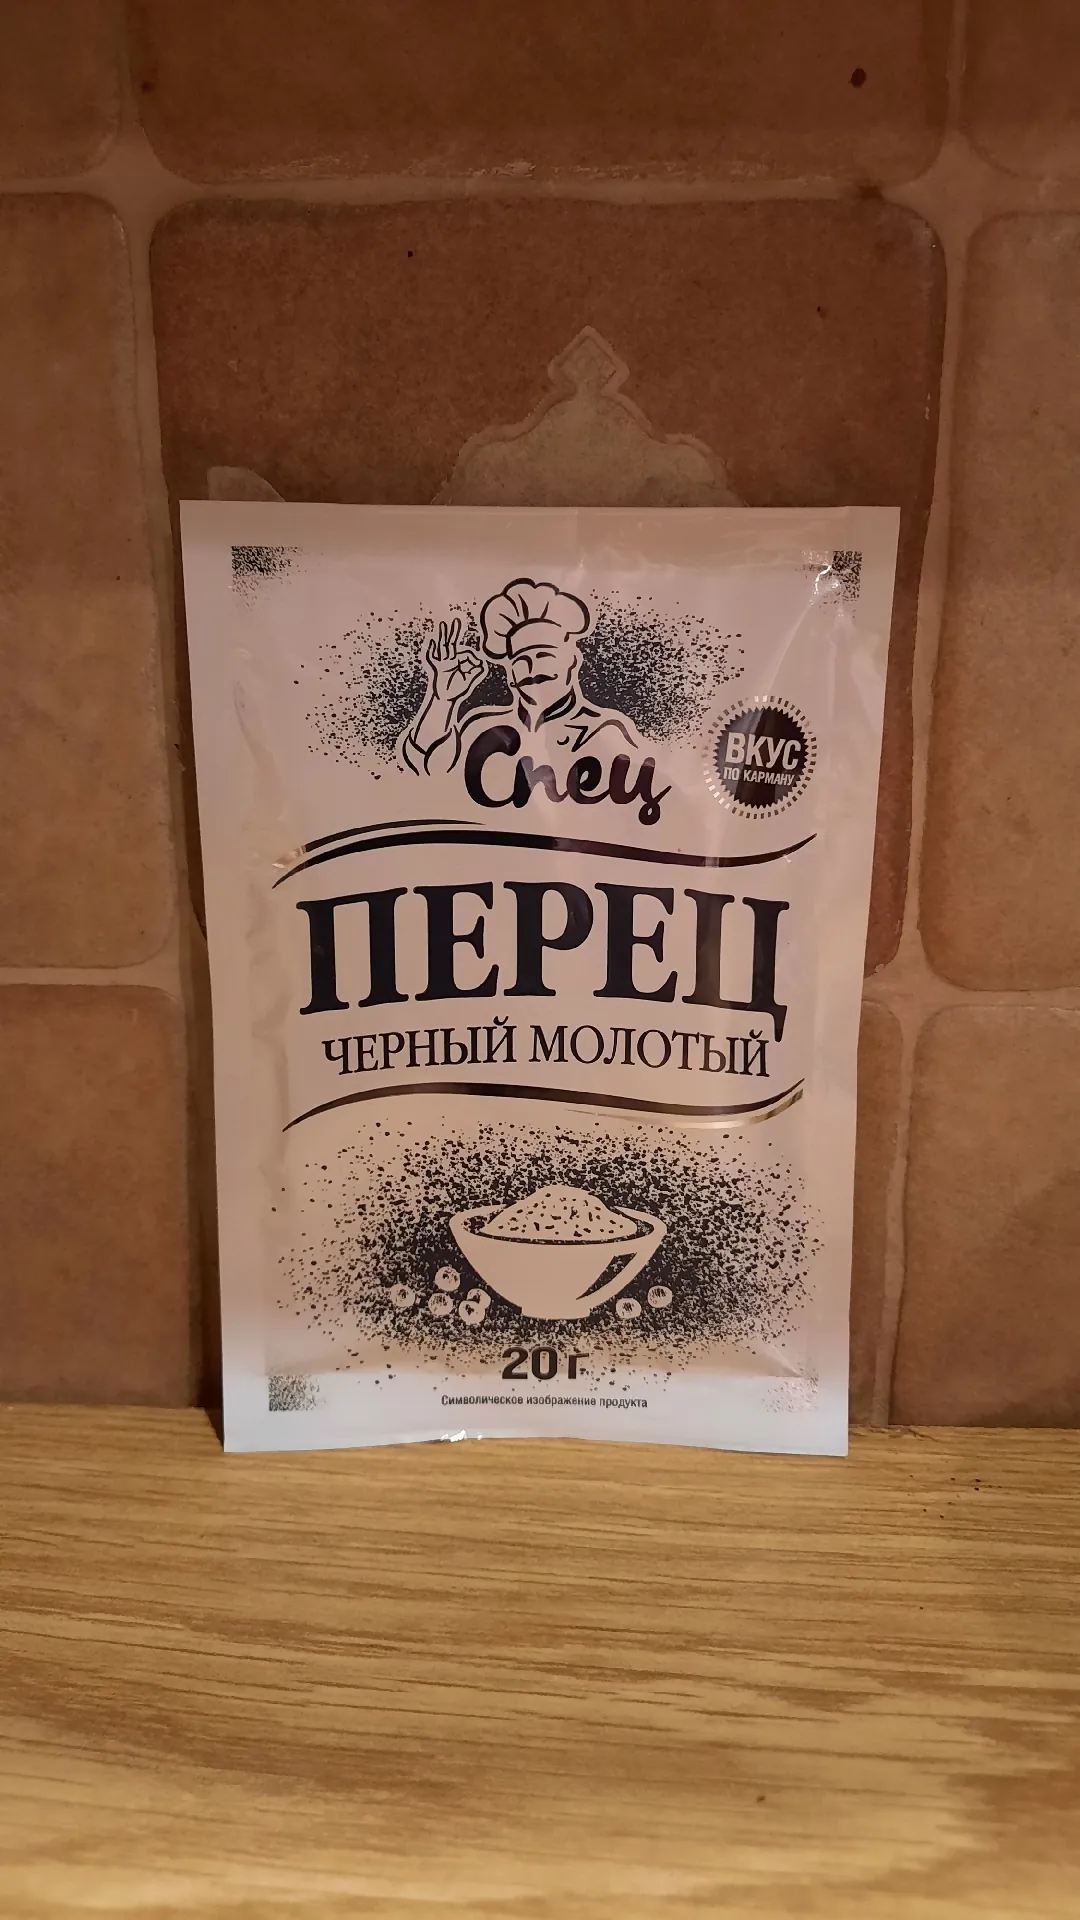 Спец
ВКУС
ПО КАРМАНУ
ПЕРЕЦ
ЧЕРНЫЙ МОЛОТЫЙ
20 г
Символическое изображение продукта